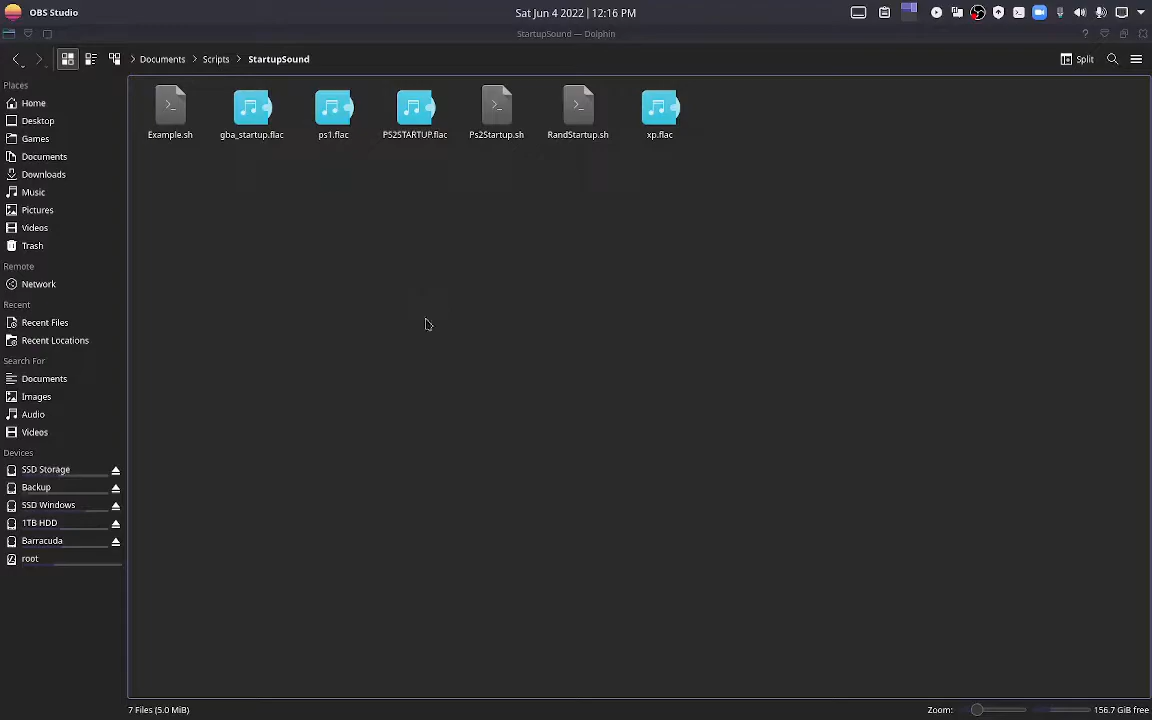 OBS Studio
Sat Jun 4 2022 | 12:16 PM
StartupSound — Dolphin
Documents
Scripts
StartupSound
Split
Places
Home
Desktop
Games
Documents
Downloads
Music
Pictures
Videos
Trash
Remote
Network
Recent
Recent Files
Recent Locations
Search For
Documents
Images
Audio
Videos
Devices
SSD Storage
Backup
SSD Windows
1TB HDD
Barracuda
root
Example.sh
gba_startup.flac
ps1.flac
PS2STARTUP.flac
Ps2Startup.sh
RandStartup.sh
xp.flac
7 Files (5.0 MiB)
Zoom:
156.7 GiB free